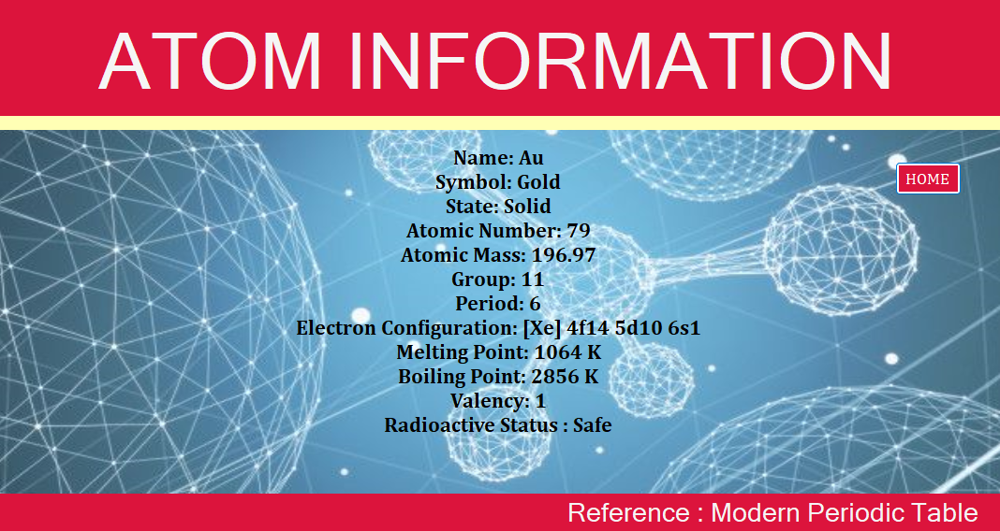 ATOM INFORMATION
Name: Au
HOME
Symbol: Gold
State: Solid
Atomic Number: 79
Atomic Mass: 196.97
Group: 11
Period: 6
Electron Configuration: [Xe] 4f14 5d10 6s1
Melting Point: 1064 K
Boiling Point: 2856 K
Valency: 1
Radioactive Status : Safe
Reference : Modern Periodic Table